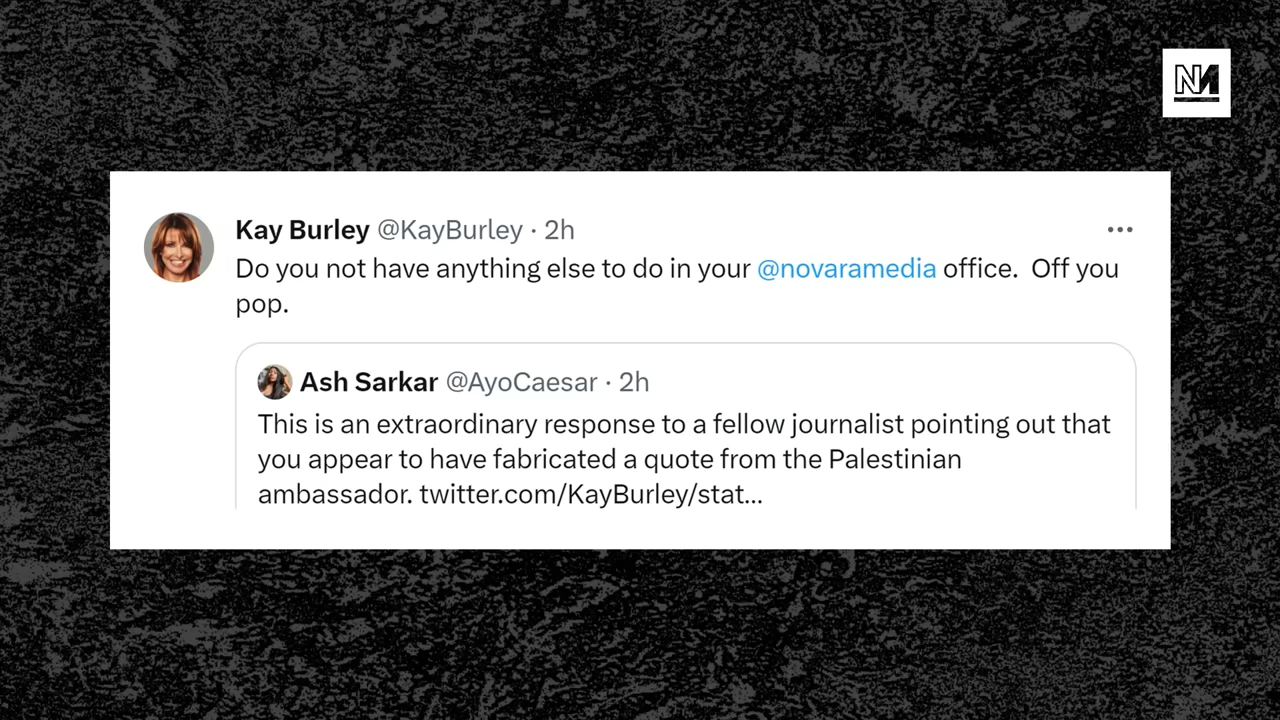 NM
Kay Burley @KayBurley · 2h
Do you not have anything else to do in your @novaramedia office.  Off you
pop.
Ash Sarkar @AyoCaesar · 2h
This is an extraordinary response to a fellow journalist pointing out that
you appear to have fabricated a quote from the Palestinian
ambassador. twitter.com/KayBurley/stat...